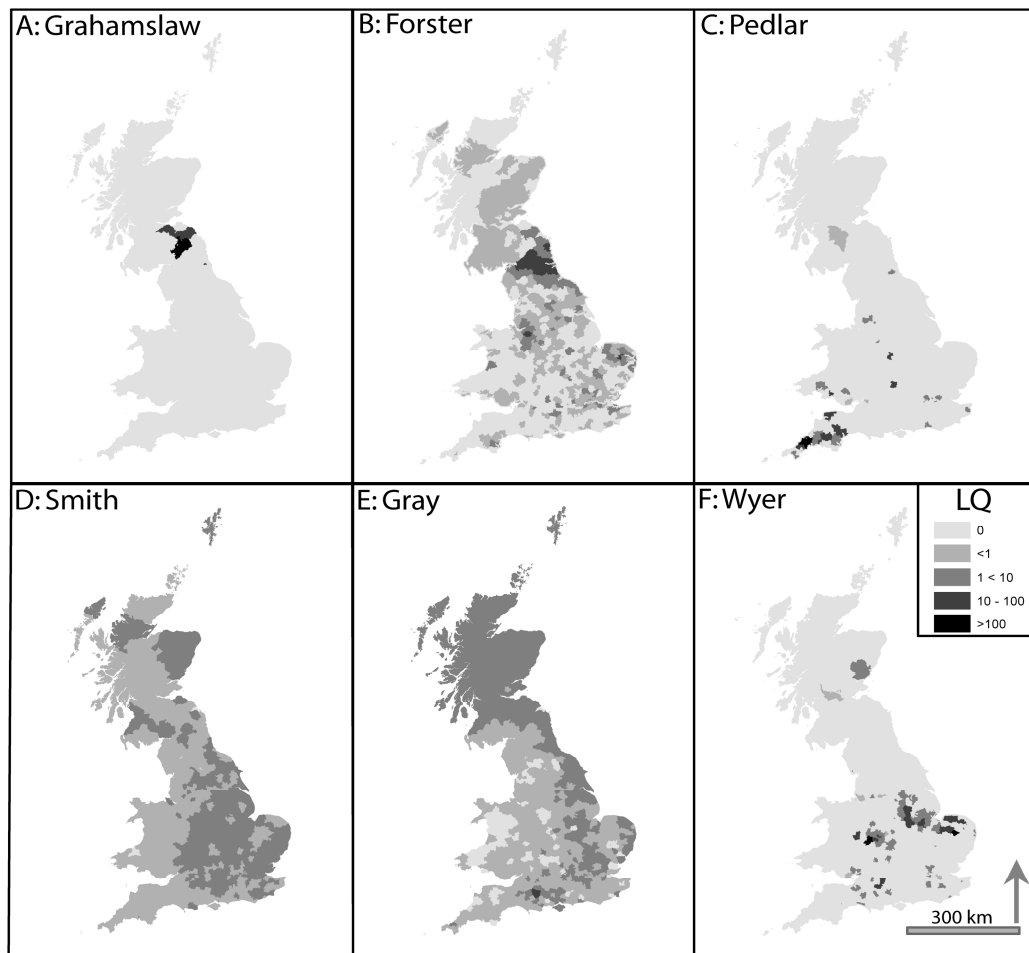 A: Grahamslaw
B: Forster
C: Pedlar
D: Smith
E: Gray
F: Wyer
LQ
0
<1
1 < 10
10 - 100
>100
300 km